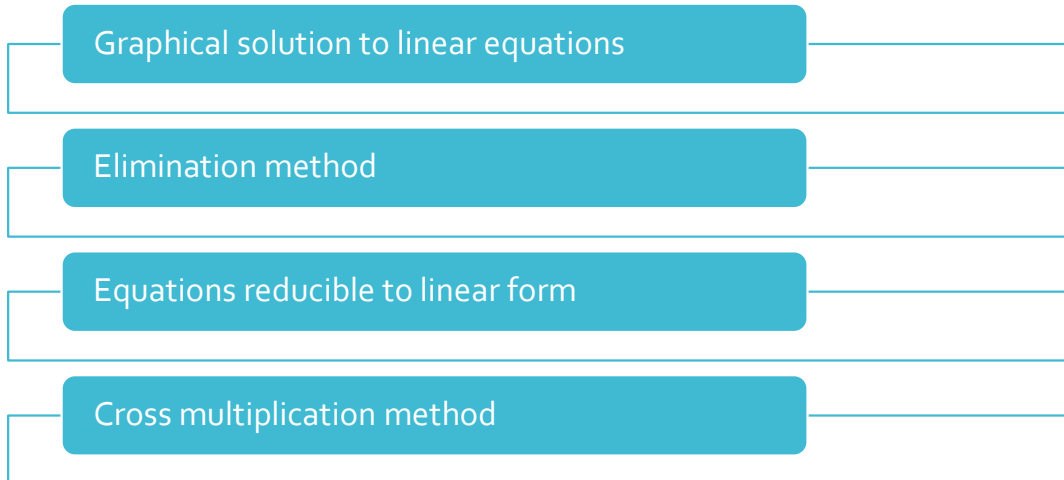 Graphical solution to linear equations
Elimination method
Equations reducible to linear form
Cross multiplication method